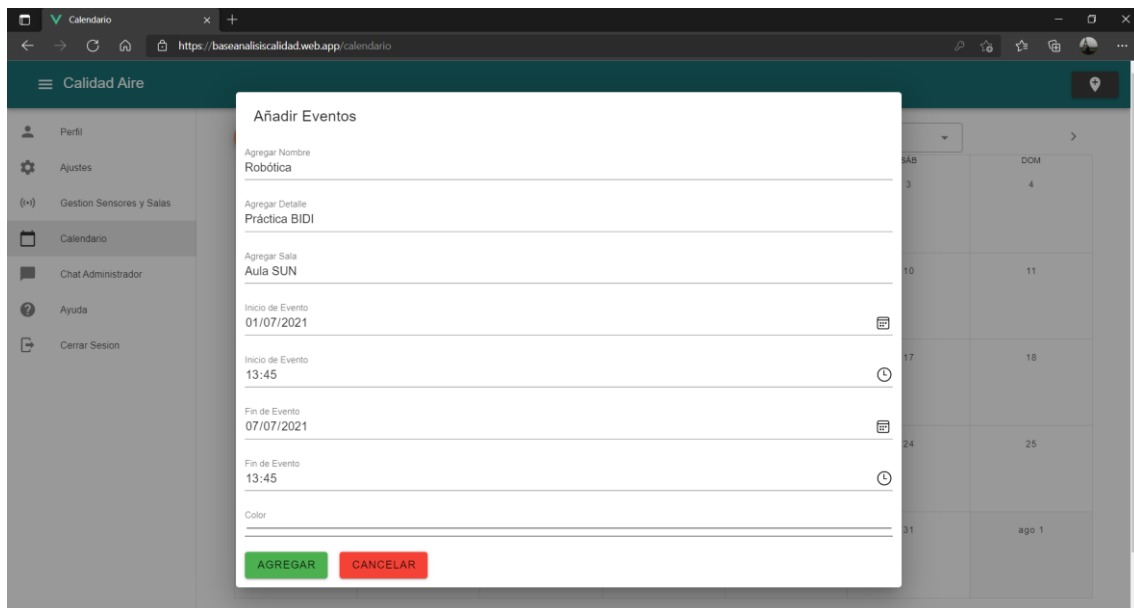 Calendario
https://baseanalisiscalidad.web.app/calendario
Calidad Aire
Perfil
Ajustes
Gestion Sensores y Salas
Calendario
Chat Administrador
Ayuda
Cerrar Sesion
Añadir Eventos
Agregar Nombre
Robótica
Agregar Detalle
Práctica BIDI
Agregar Sala
Aula SUN
Inicio de Evento
01/07/2021
Inicio de Evento
13:45
Fin de Evento
07/07/2021
Fin de Evento
13:45
Color
AGREGAR CANCELAR
SÁB DOM
3 4
10 11
17 18
24 25
31 ago 1